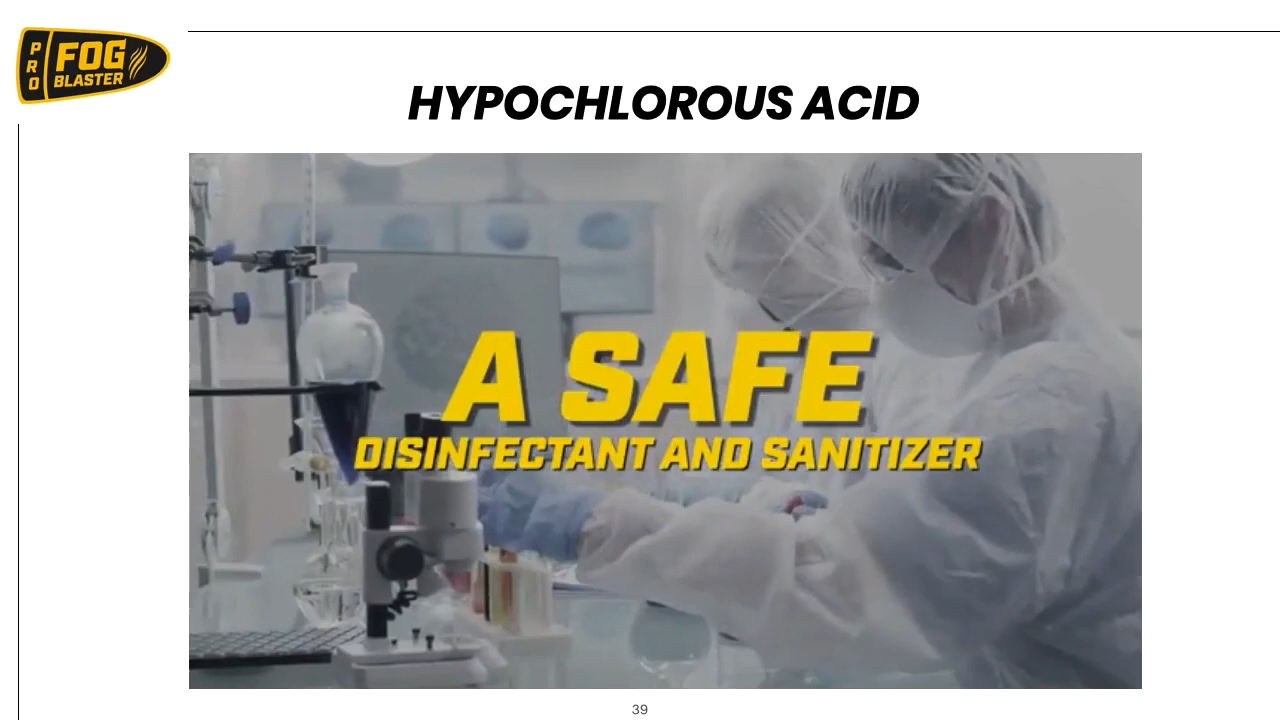 PRO
FOG
BLASTER
HYPOCHLOROUS ACID
A SAFE
DISINFECTANT AND SANITIZER
39